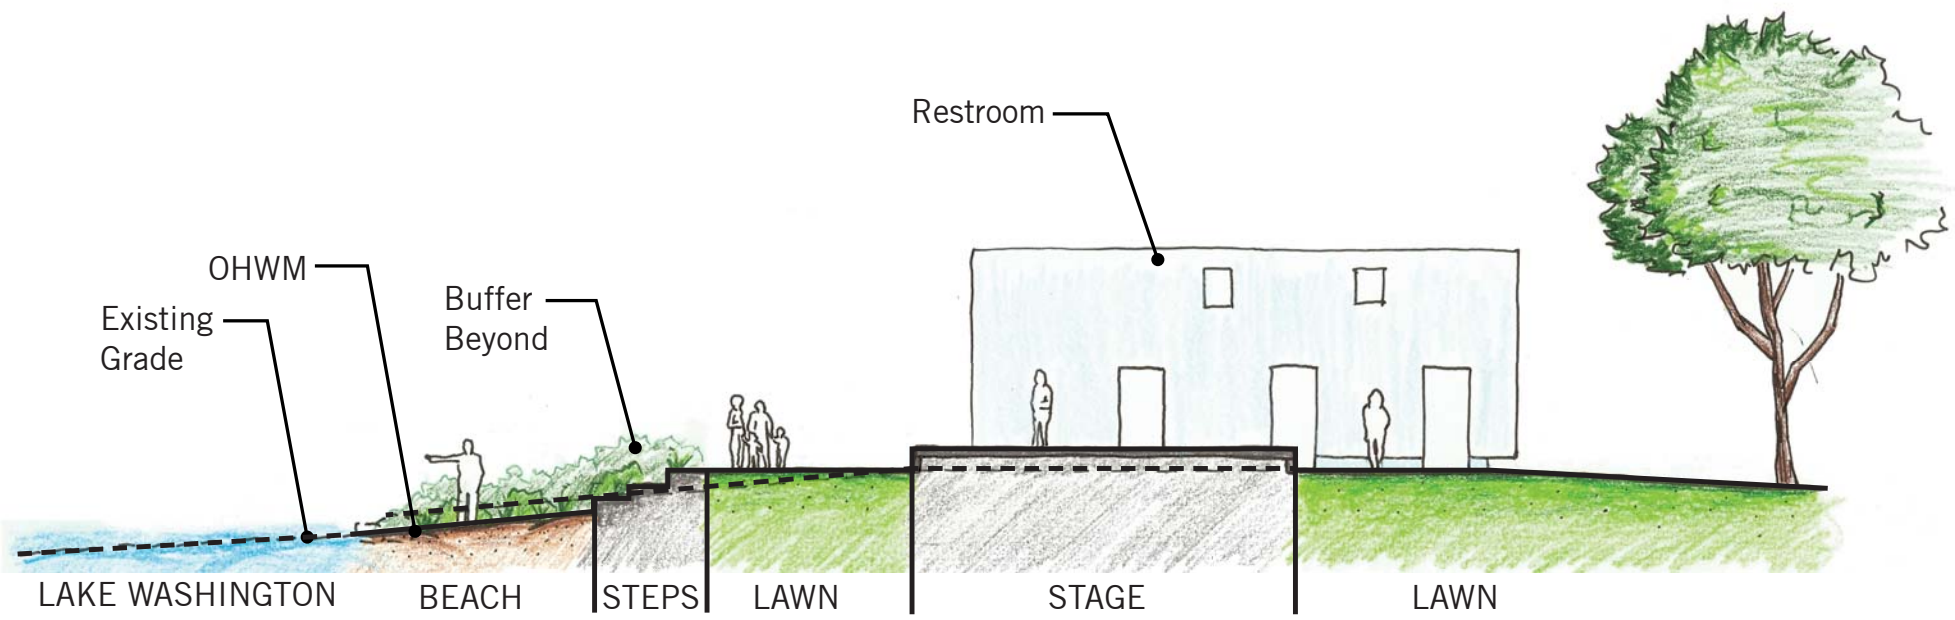 Restroom
OHWM
Buffer
Beyond
Existing
Grade
LAKE WASHINGTON
BEACH
STEPS
LAWN
STAGE
LAWN